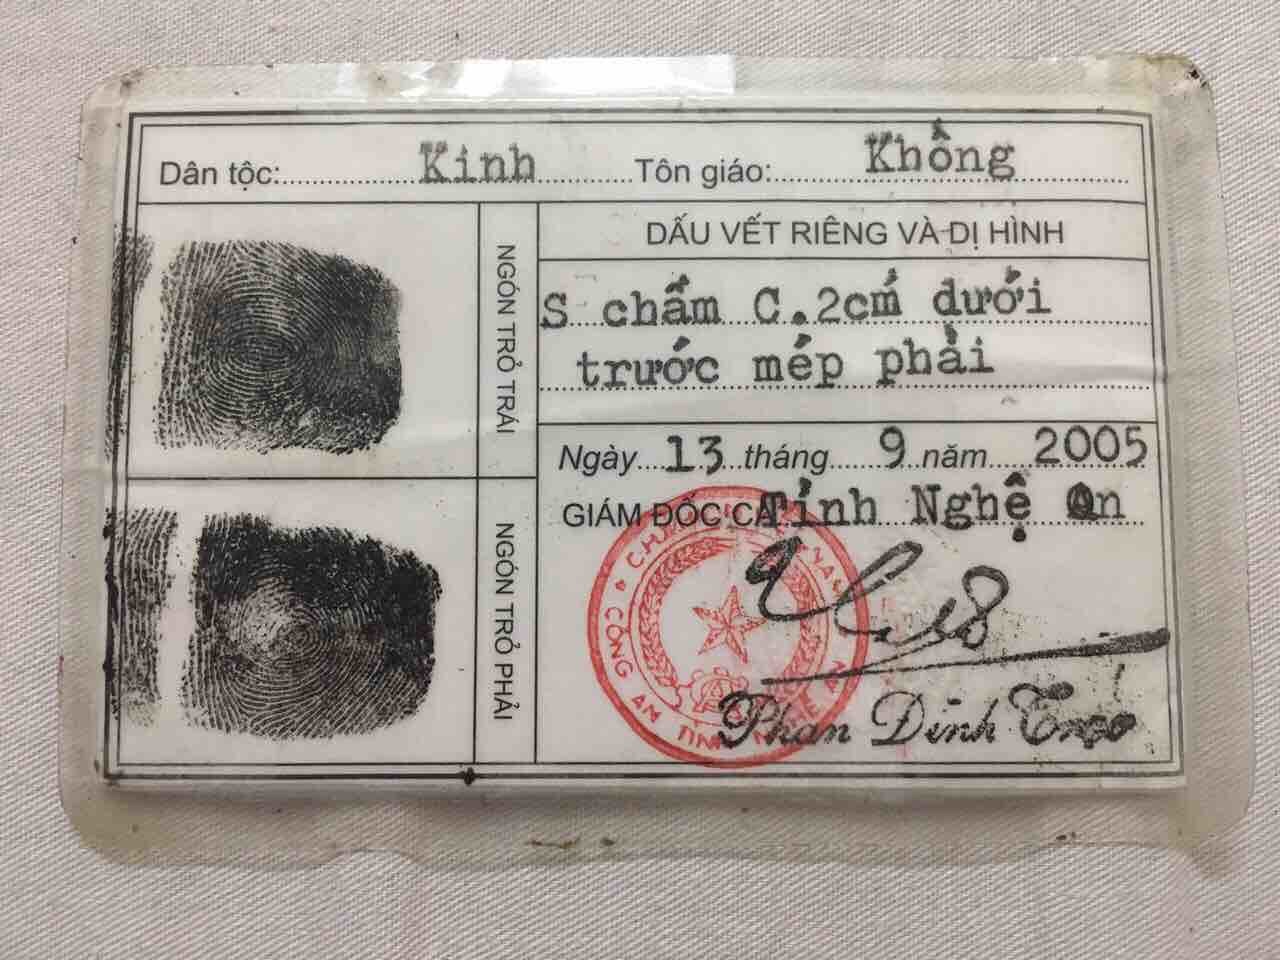 Dân tộc: Kinh Tôn giáo: Khồng
NGÓN TRỎ TRÁI
DẤU VẾT RIÊNG VÀ DỊ HÌNH
S chấm C.2cm dưới
trước mép phải
Ngày 13 tháng 9 năm 2005
GIÁM ĐỐC CA Tỉnh Nghệ An
NGÓN TRỎ PHẢI
CÔNG AN TỈNH
Phan Đình Trạc